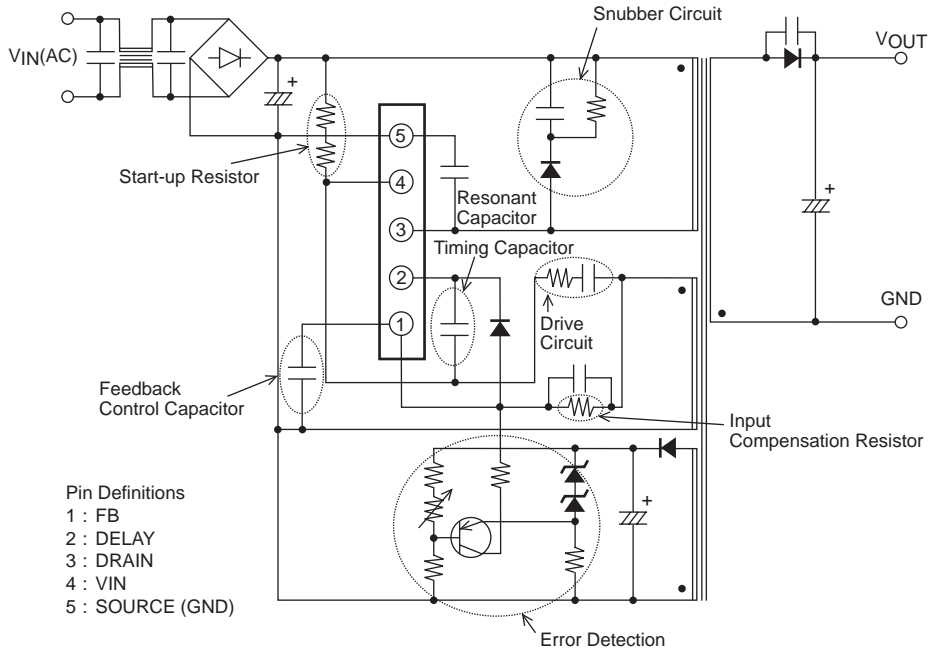 Snubber Circuit
VIN(AC)
VOUT
+
+
5
Start-up Resistor
4
Resonant
Capacitor
+
3
Timing Capacitor
2
GND
1
Drive
Circuit
Feedback
Control Capacitor
Input
Compensation Resistor
Pin Definitions
1 : FB
2 : DELAY
3 : DRAIN
4 : VIN
5 : SOURCE (GND)
+
Error Detection